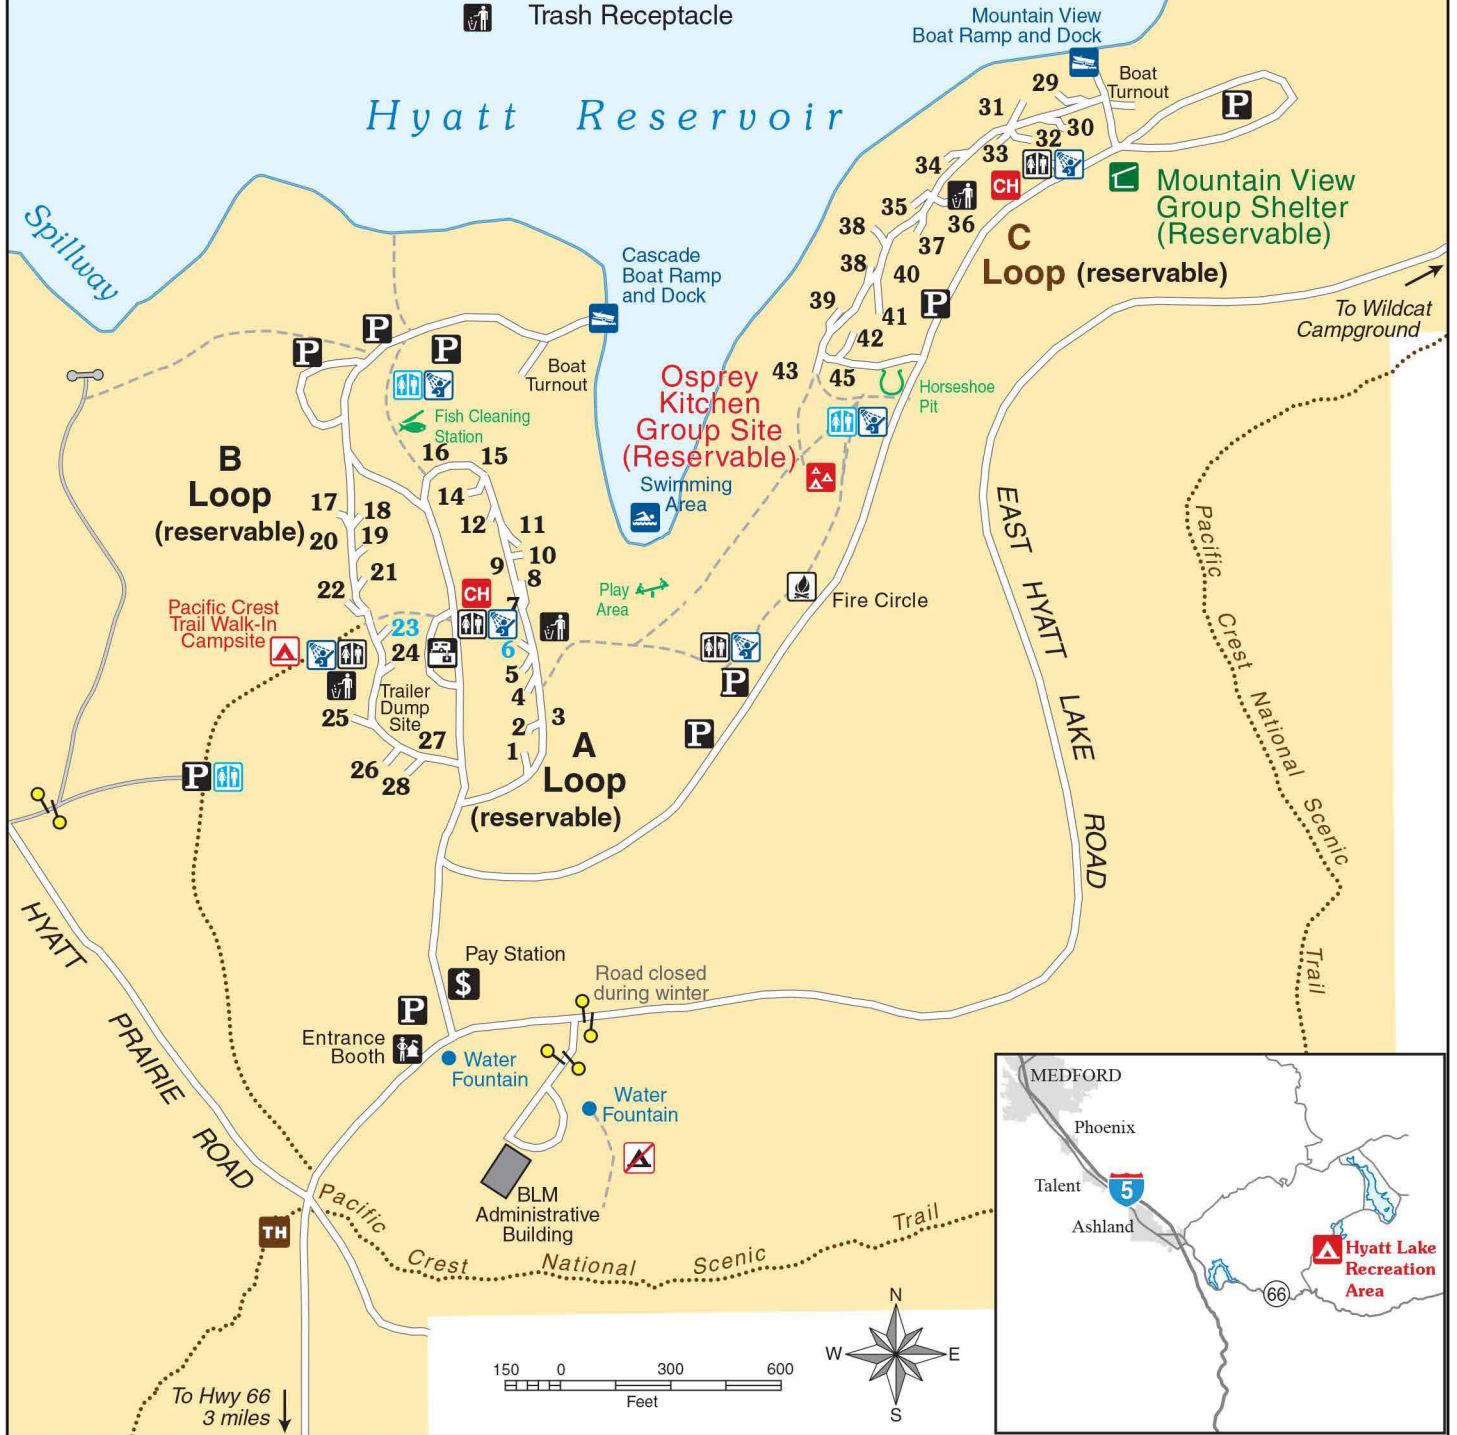 Trash Receptacle
Mountain View
Boat Ramp and Dock
Hyatt Reservoir
Boat
Turnout
29
31
30
32
33
34
P
CH
Mountain View
Group Shelter
(Reservable)
35
36
37
38
38
40
C
Loop (reservable)
39
41
P
42
43
45
Horseshoe
Pit
To Wildcat
Campground
Spillway
Cascade
Boat Ramp
and Dock
P
P
P
Boat
Turnout
Fish Cleaning
Station
Osprey
Kitchen
Group Site
(Reservable)
Swimming
Area
B
Loop
(reservable)
16
15
14
12
11
10
9
8
7
6
5
4
3
2
1
17
18
19
20
21
22
23
24
25
26
27
28
CH
Pacific Crest
Trail Walk-In
Campsite
Trailer
Dump
Site
Play
Area
Fire Circle
P
P
P
A
Loop
(reservable)
EAST HYATT LAKE ROAD
Pacific Crest National Scenic Trail
HYATT PRAIRIE ROAD
Pay Station
$
P
Entrance
Booth
Road closed
during winter
Water
Fountain
Water
Fountain
BLM
Administrative
Building
TH
Pacific Crest National Scenic Trail
To Hwy 66
3 miles
150 0 300 600
Feet
N
W E
S
MEDFORD
Phoenix
Talent
5
Ashland
66
Hyatt Lake
Recreation
Area